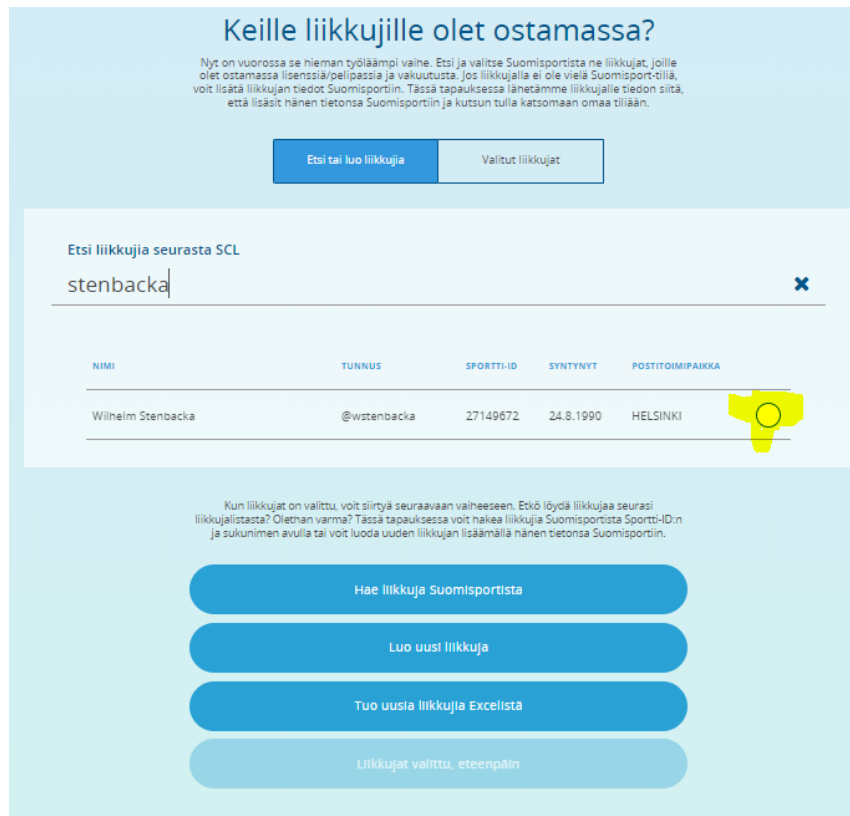 Keille liikkujille olet ostamassa?
Nyt on vuorossa se hieman työläämpi vaihe. Etsi ja valitse Suomisportista ne liikkujat, joille
olet ostamassa lisenssiä/pelipassia ja vakuutusta. Jos liikkujalla ei ole vielä Suomisport-tiliä,
voit lisätä liikkujan tiedot Suomisportiin. Tässä tapauksessa lähetämme liikkujalle tiedon siitä,
että lisäsit hänen tietonsa Suomisportiin ja kutsun tulla katsomaan omaa
tiliään.
Etsi tai luo liikkujia Valitut liikkujat
Etsi liikkujia seurasta SCL
stenbacka
NIMI TUNNUS SPORTTI-ID SYNTYNYT POSTITOIMIPAIKKA
Wilhelm Stenbacka @wstenbacka 27149672 24.8.1990 HELSINKI
Kun liikkujat on valittu, voit siirtyä seuraavaan vaiheeseen. Etkö löydä liikkujaa seurasi
liikkujalistasta? Olethan varma? Tässä tapauksessa voit hakea liikkujia Suomisportista Sportti-ID:n
ja sukunimen avulla tai voit luoda uuden liikkujan lisäämällä hänen tietonsa Suomisportiin.
Hae liikkuja Suomisportista
Luo uusi liikkuja
Tuo uusia liikkujia Excelistä
Liikkujat valittu, eteenpäin